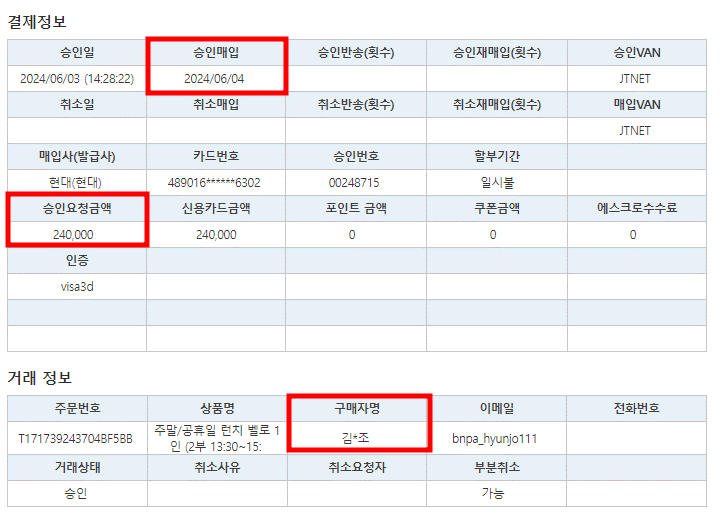 결제정보
승인일 승인매입 승인반송(횟수) 승인재매입(횟수) 승인VAN
2024/06/03 (14:28:22) 2024/06/04 JTNET
취소일 취소매입 취소반송(횟수) 취소재매입(횟수) 매입VAN
JTNET
매입사(발급사) 카드번호 승인번호 할부기간
현대(현대) 489016******6302 00248715 일시불
승인요청금액 신용카드금액 포인트 금액 쿠폰금액 에스크로수수료
240,000 240,000 0 0 0
인증
visa3d
거래 정보
주문번호 상품명 구매자명 이메일 전화번호
T171739243704BF5BB 주말/공휴일 런치 벨로 1
인 (2부 13:30~15: 김*조 bnpa_hyunjo111
거래상태 취소사유 취소요청자 부분취소
승인 가능